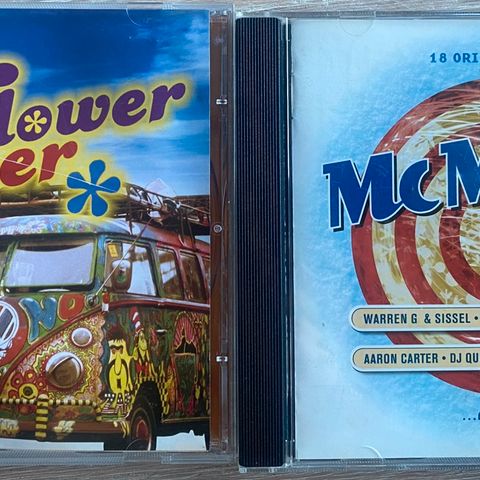 lower
er
18 ORI
McM
WARREN G & SISSEL •
AARON CARTER • DJ QU